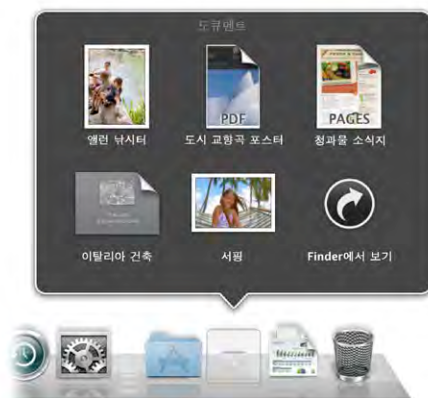 도큐멘트
PDF
PAGES
앨런 낚시터
도시 교향곡 포스터
청과물 소식지
이탈리아 건축
서핑
Finder에서 보기